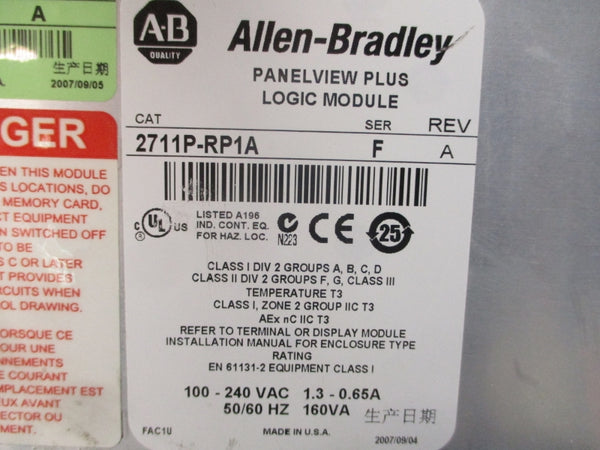 A
生产日期
2007/09/05
GER
EN THIS MODULE
S LOCATIONS, DO
MEMORY CARD,
CT EQUIPMENT
N SWITCHED OFF
TO BE
S C OR LATER
T PROVIDES
RCUITS WHEN
OL DRAWING.
ORSQUE CE
OUR UNE
NNEMENTS
E COURANT
MPLACEMENT EST
EUX AVANT
ECTOR OU
MENT
A-B
QUALITY
Allen-Bradley
PANELVIEW PLUS
LOGIC MODULE
CAT SER REV
2711P-RP1A F A
c UL US
LISTED A196
IND. CONT. EQ.
FOR HAZ. LOC.
N223
CE
25
CLASS I DIV 2 GROUPS A, B, C, D
CLASS II DIV 2 GROUPS F, G, CLASS III
TEMPERATURE T3
CLASS I, ZONE 2 GROUP IIC T3
AEx nC IIC T3
REFER TO TERMINAL OR DISPLAY MODULE
INSTALLATION MANUAL FOR ENCLOSURE TYPE
RATING
EN 61131-2 EQUIPMENT CLASS I
100 - 240 VAC 1.3 - 0.65A
50/60 HZ 160VA 生产日期
FAC1U MADE IN U.S.A. 2007/09/04